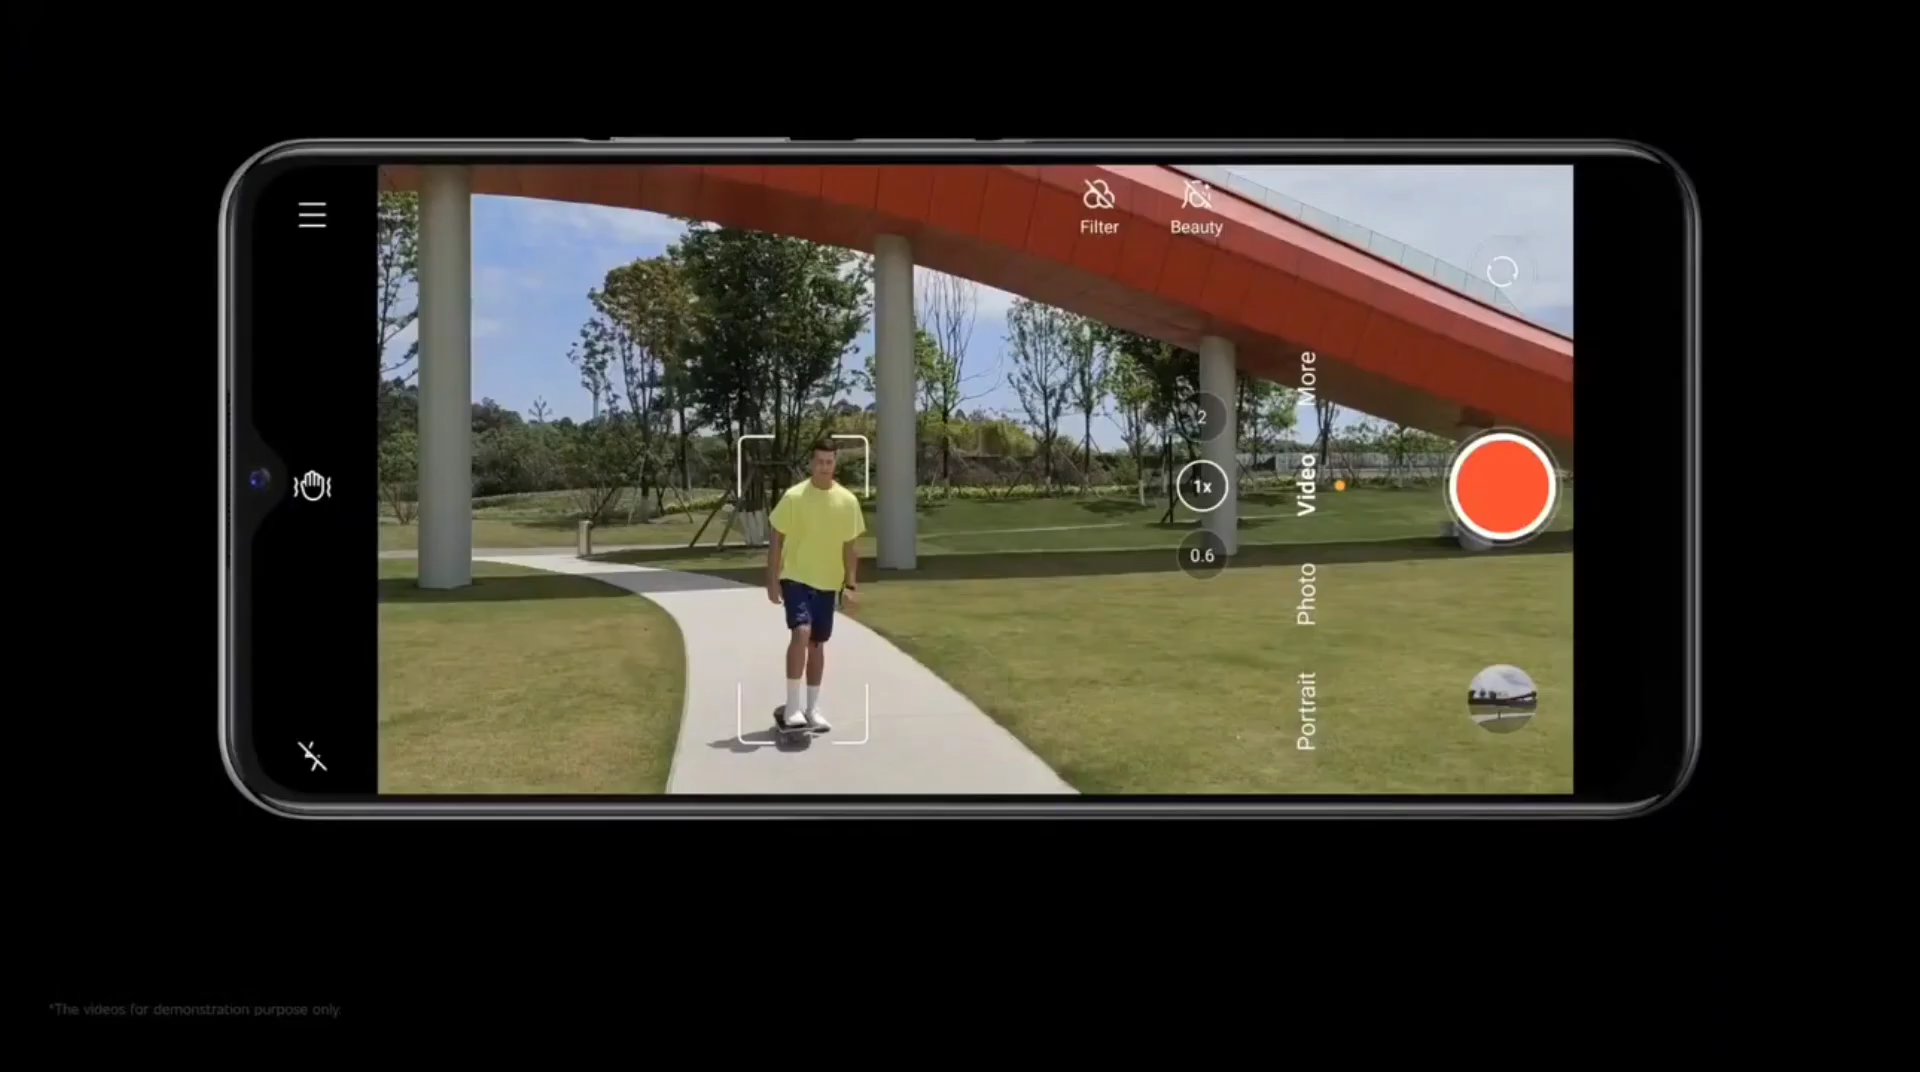 Filter
Beauty
More
2
Video
1x
Photo
0.6
Portrait
*The videos for demonstration purpose only.